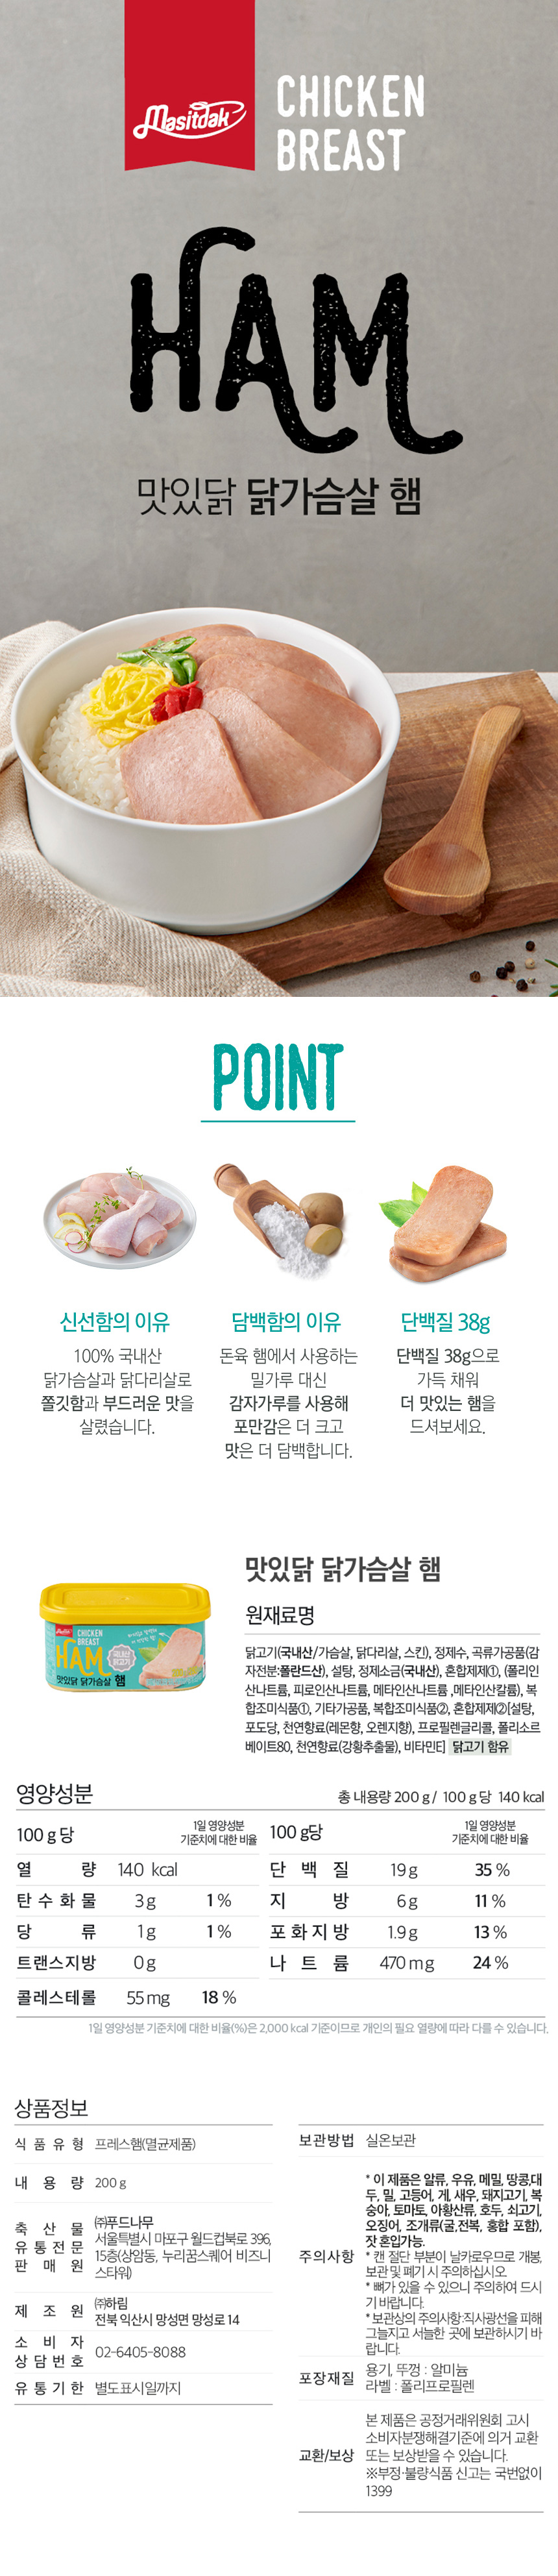 Masitdak
CHICKEN
BREAST
HAM
맛있닭 닭가슴살 햄
POINT
신선함의 이유
100% 국내산
닭가슴살과 닭다리살로
쫄깃함과 부드러운 맛을
살렸습니다.
담백함의 이유
돈육 햄에서 사용하는
밀가루 대신
감자가루를 사용해
포만감은 더 크고
맛은 더 담백합니다.
단백질 38g
단백질 38g으로
가득 채워
더 맛있는 햄을
드셔보세요.
CHICKEN
BREAST
HAM
맛있닭 닭가슴살 햄
맛있닭 닭가슴살 햄
원재료명
닭고기(국내산/가슴살, 닭다리살, 스킨), 정제수, 곡류가공품(감
자전분:폴란드산), 설탕, 정제소금(국내산), 혼합제제①, (폴리인
산나트륨, 피로인산나트륨, 메타인산나트륨 ,메타인산칼륨), 복
합조미식품①, 기타가공품, 복합조미식품②, 혼합제제②[설탕,
포도당, 천연향료(레몬향, 오렌지향), 프로필렌글리콜, 폴리소르
베이트80, 천연향료(강황추출물), 비타민E] 닭고기 함유
영양성분
총 내용량 200 g / 100 g 당 140 kcal
100 g 당
1일 영양성분
기준치에 대한 비율
열 량 140 kcal
탄수화물 3 g 1 %
당 류 1 g 1 %
트랜스지방 0 g
콜레스테롤 55 mg 18 %
100 g당
1일 영양성분
기준치에 대한 비율
단 백 질 19 g 35 %
지 방 6 g 11 %
포화지방 1.9 g 13 %
나 트 륨 470 mg 24 %
1일 영양성분 기준치에 대한 비율(%)은 2,000 kcal 기준이므로 개인의 필요 열량에 따라 다를 수 있습니다.
상품정보
식품유형 프레스햄(멸균제품)
내 용 량 200 g
축 산 물
유통전문
판 매 원
㈜푸드나무
서울특별시 마포구 월드컵북로 396,
15층(상암동, 누리꿈스퀘어 비즈니
스타워)
제 조 원
㈜하림
전북 익산시 망성면 망성로 14
소 비 자
상담번호
02-6405-8088
유통기한 별도표시일까지
보관방법 실온보관
주의사항
* 이 제품은 알류, 우유, 메밀, 땅콩,대
두, 밀, 고등어, 게, 새우, 돼지고기, 복
숭아, 토마토, 아황산류, 호두, 쇠고기,
오징어, 조개류(굴,전복, 홍합 포함),
잣 혼입가능.
* 캔 절단 부분이 날카로우므로 개봉,
보관 및 폐기 시 주의하십시오.
* 뼈가 있을 수 있으니 주의하여 드시
기 바랍니다.
* 보관상의 주의사항:직사광선을 피해
그늘지고 서늘한 곳에 보관하시기 바
랍니다.
포장재질
용기, 뚜껑 : 알미늄
라벨 : 폴리프로필렌
교환/보상
본 제품은 공정거래위원회 고시
소비자분쟁해결기준에 의거 교환
또는 보상받을 수 있습니다.
※부정·불량식품 신고는 국번없이
1399